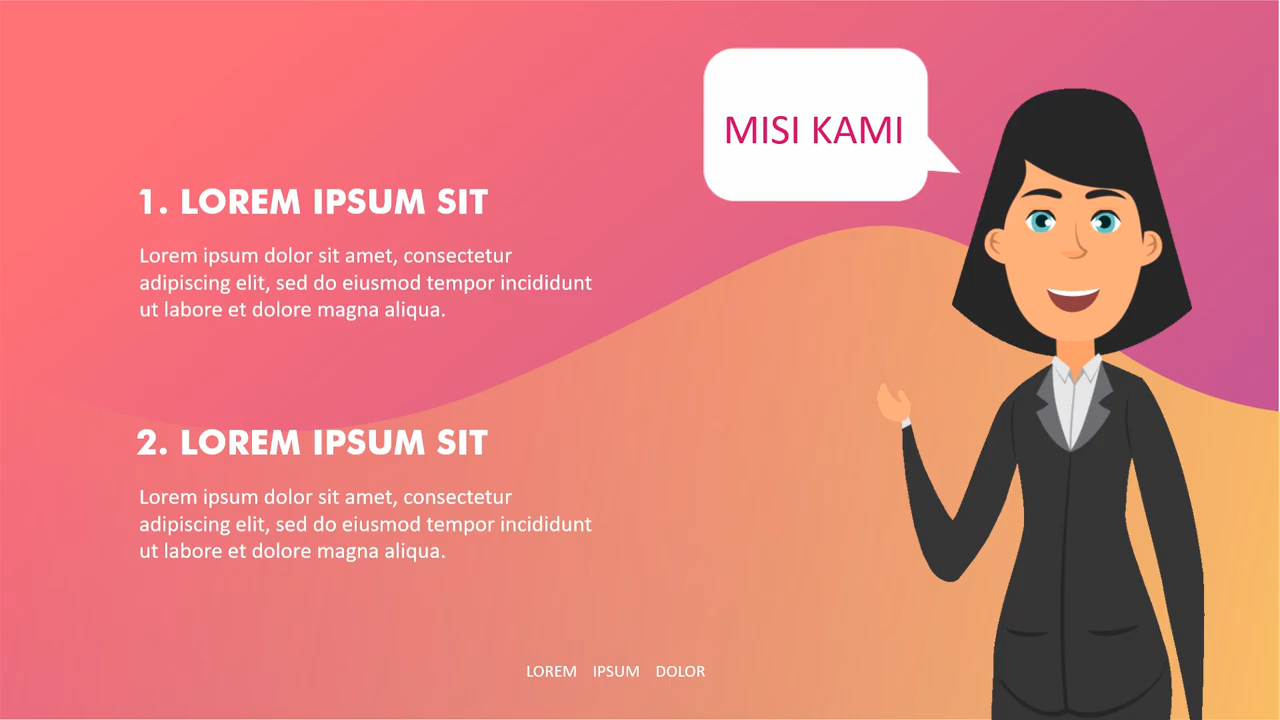 MISI KAMI
1. LOREM IPSUM SIT
Lorem ipsum dolor sit amet, consectetur
adipiscing elit, sed do eiusmod tempor incididunt
ut labore et dolore magna aliqua.
2. LOREM IPSUM SIT
Lorem ipsum dolor sit amet, consectetur
adipiscing elit, sed do eiusmod tempor incididunt
ut labore et dolore magna aliqua.
LOREM IPSUM DOLOR